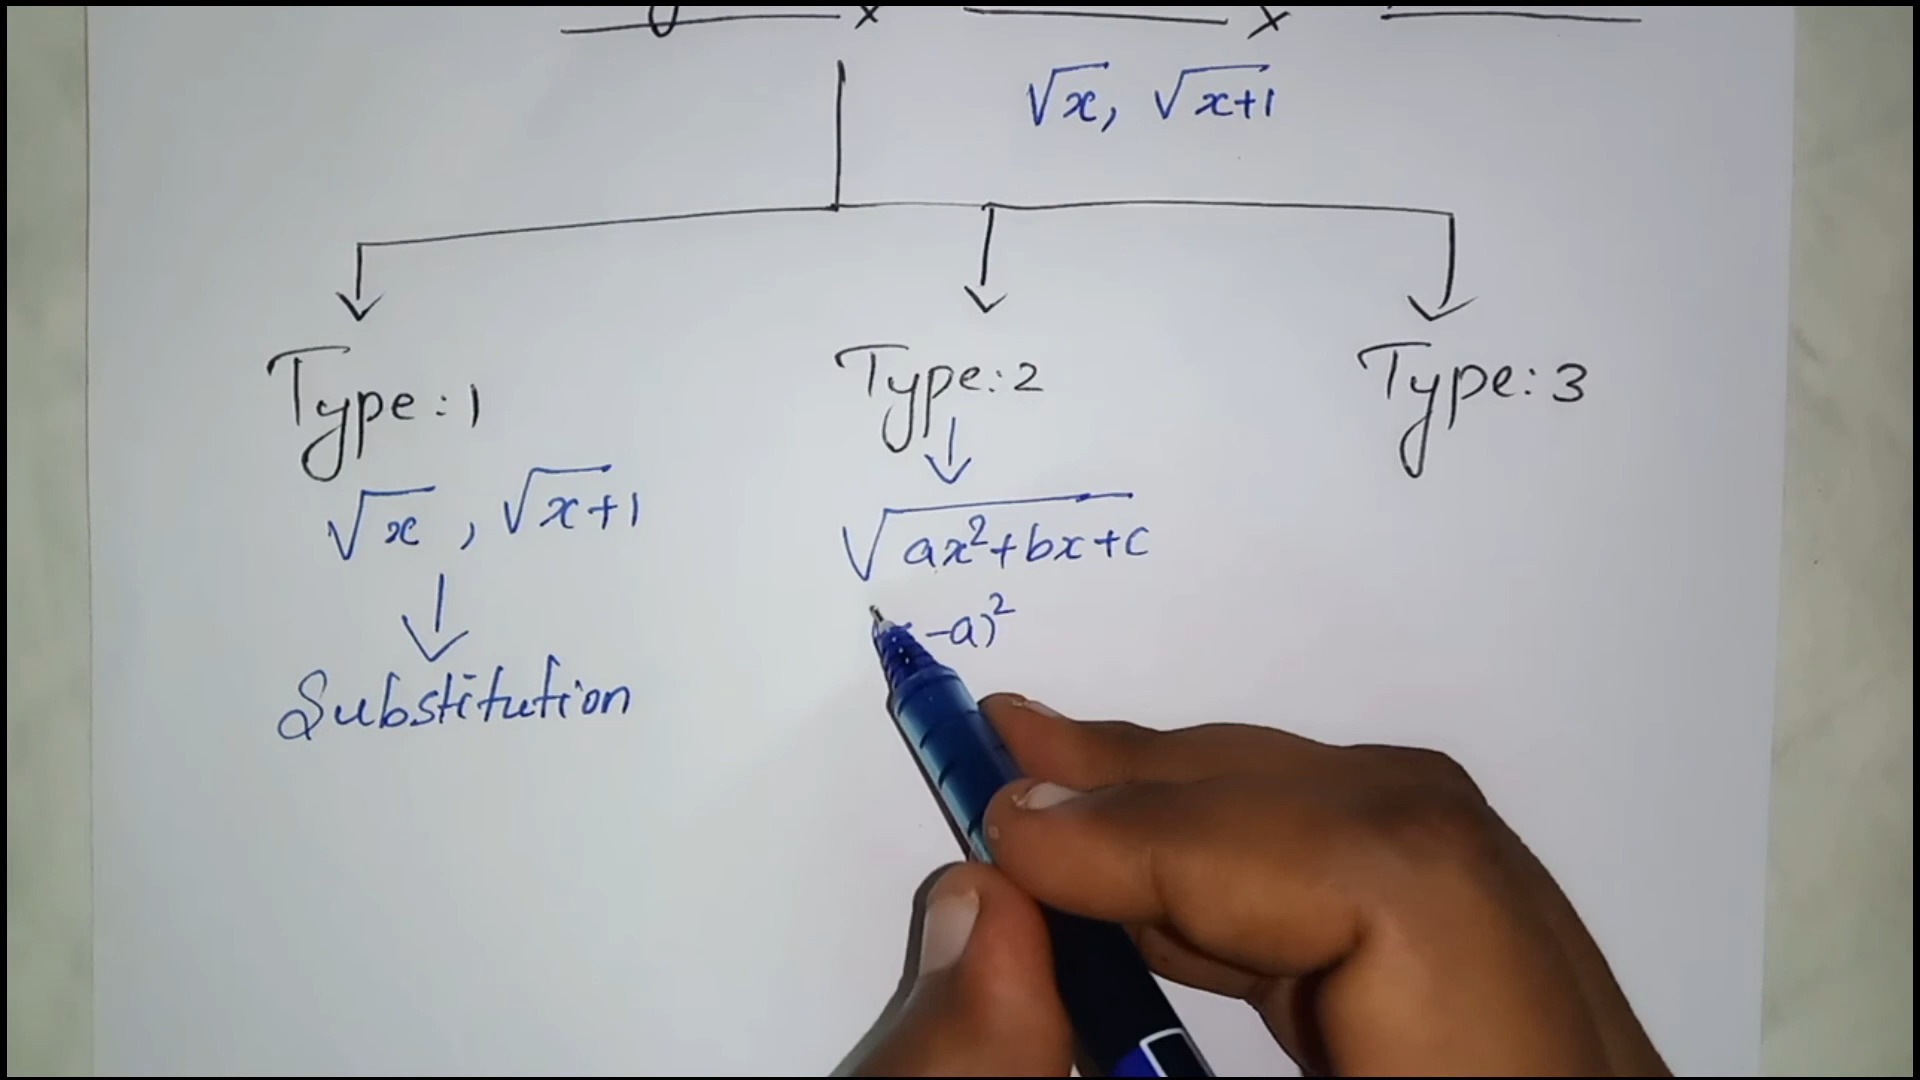 √x, √x+1
Type:1
Type:2
Type:3
√x , √x+1
√ax²+bx+c
-a)²
Substitution